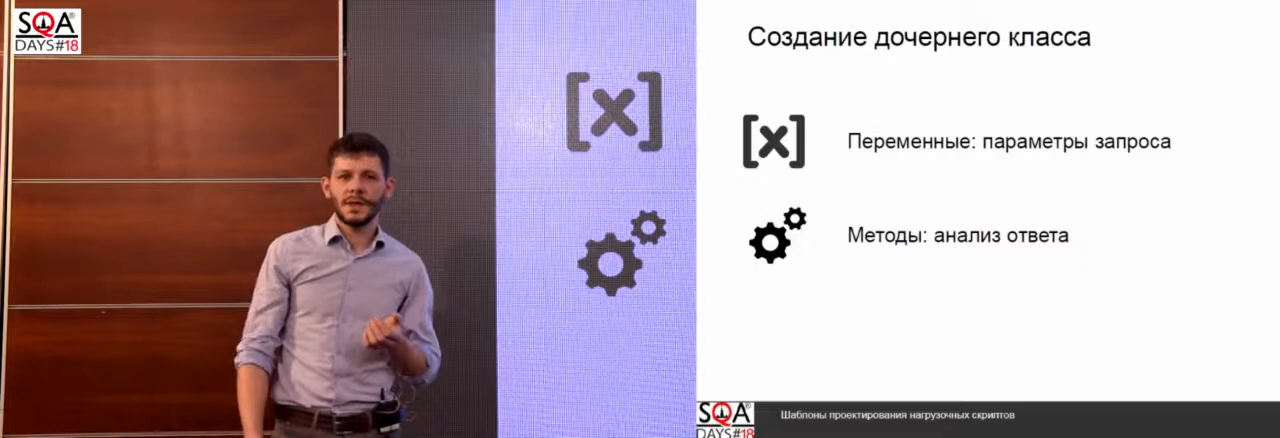 SQA
DAYS#18
Создание дочернего класса
[x]
Переменные: параметры запроса
Методы: анализ ответа
SQA
DAYS#18
Шаблоны проектирования нагрузочных скриптов